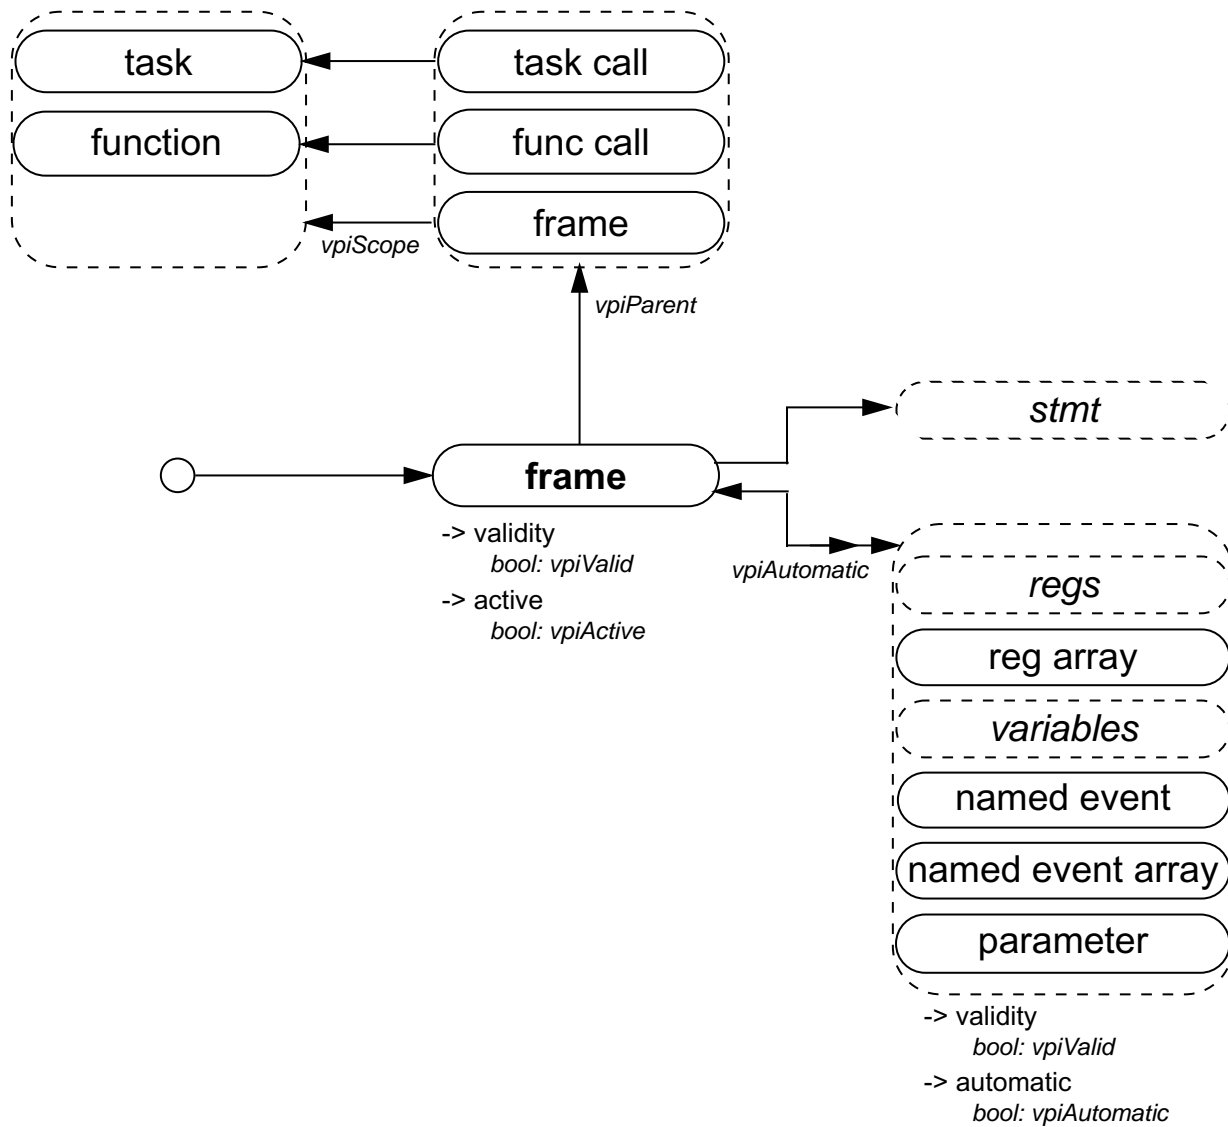 task
task call
function
func call
frame
vpiScope
vpiParent
stmt
frame
-> validity
bool: vpiValid
-> active
bool: vpiActive
vpiAutomatic
regs
reg array
variables
named event
named event array
parameter
-> validity
bool: vpiValid
-> automatic
bool: vpiAutomatic